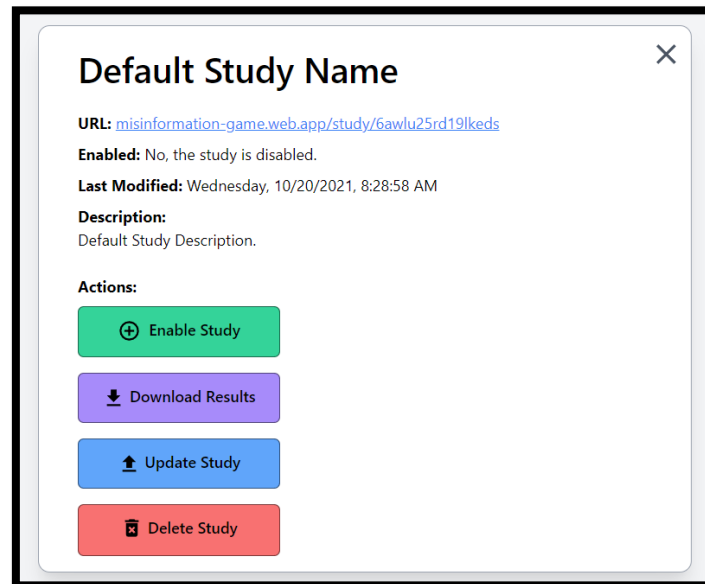 Default Study Name
URL: misinformation-game.web.app/study/6awlu25rd19lkeds
Enabled: No, the study is disabled.
Last Modified: Wednesday, 10/20/2021, 8:28:58 AM
Description:
Default Study Description.
Actions:
Enable Study
Download Results
Update Study
Delete Study